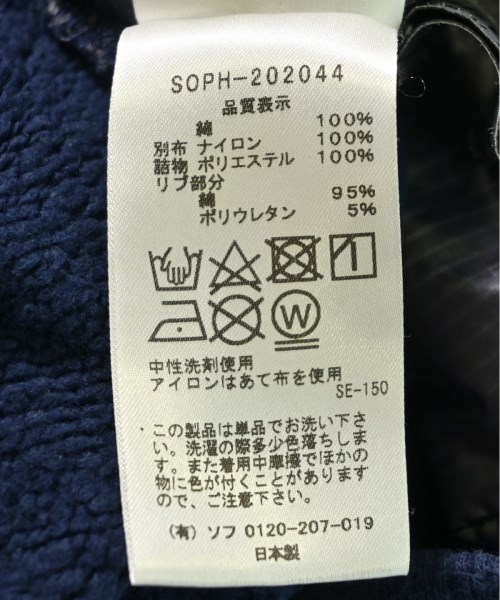 SOPH-202044
品質表示
綿 100%
別布 ナイロン 100%
詰物 ポリエステル 100%
リブ部分
綿 95%
ポリウレタン 5%
W
中性洗剤使用
アイロンはあて布を使用
SE-150
・この製品は単品でお洗い下さ
い。洗濯の際多少色落ちしま
す。また着用中摩擦でほかの
物に色が付くことがあります
ので、ご注意下さい。
(有) ソフ 0120-207-019
日本製